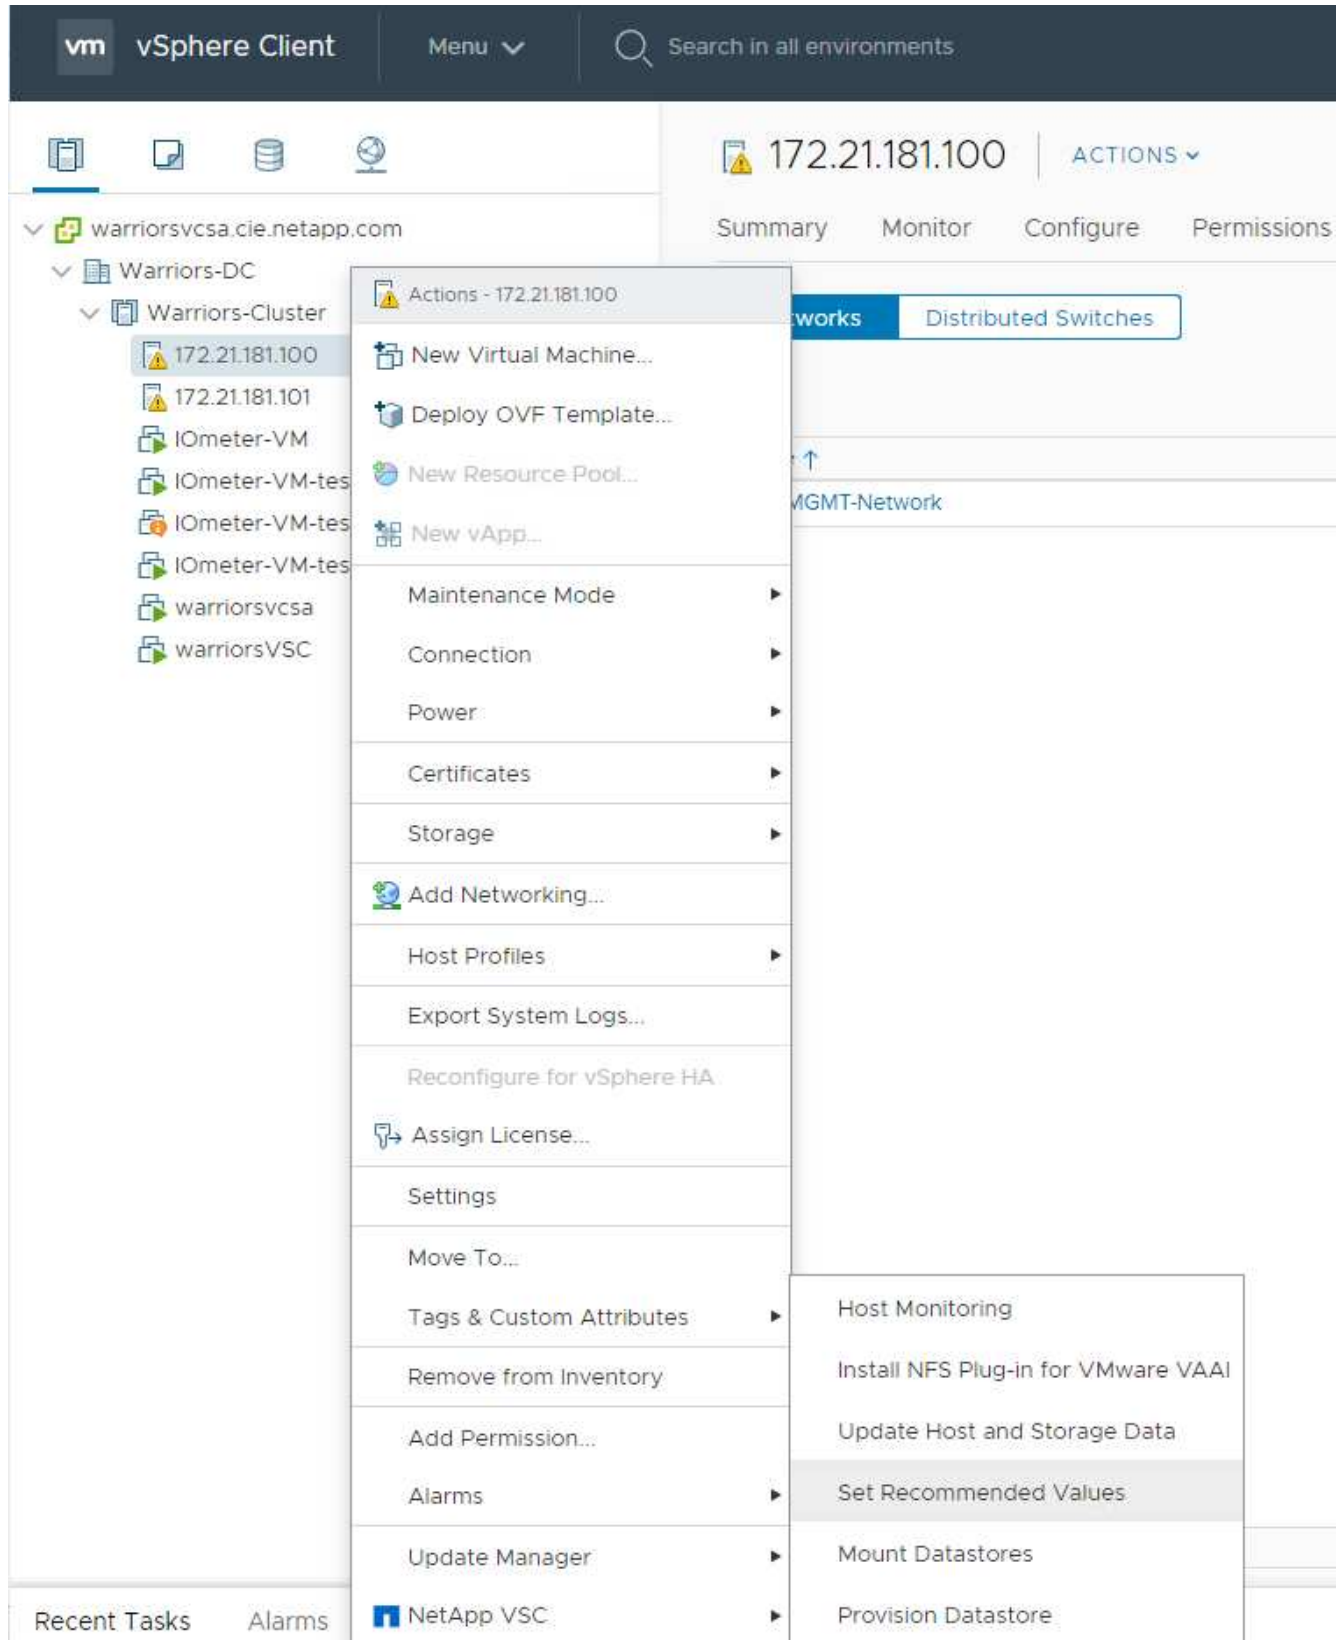 vm vSphere Client Menu Search in all environments
172.21.181.100 ACTIONS
Summary Monitor Configure Permissions
warriorsvcsa.cie.netapp.com
Warriors-DC
Warriors-Cluster
172.21.181.100
172.21.181.101
IOmeter-VM
IOmeter-VM-tes
IOmeter-VM-tes
IOmeter-VM-tes
warriorsvcsa
warriorsVSC
Actions - 172.21.181.100
New Virtual Machine...
Deploy OVF Template...
New Resource Pool...
New vApp...
Maintenance Mode
Connection
Power
Certificates
Storage
Add Networking...
Host Profiles
Export System Logs...
Reconfigure for vSphere HA
Assign License...
Settings
Move To...
Tags & Custom Attributes
Remove from Inventory
Add Permission...
Alarms
Update Manager
NetApp VSC
works Distributed Switches
MGMT-Network
Host Monitoring
Install NFS Plug-in for VMware VAAI
Update Host and Storage Data
Set Recommended Values
Mount Datastores
Provision Datastore
Recent Tasks Alarms